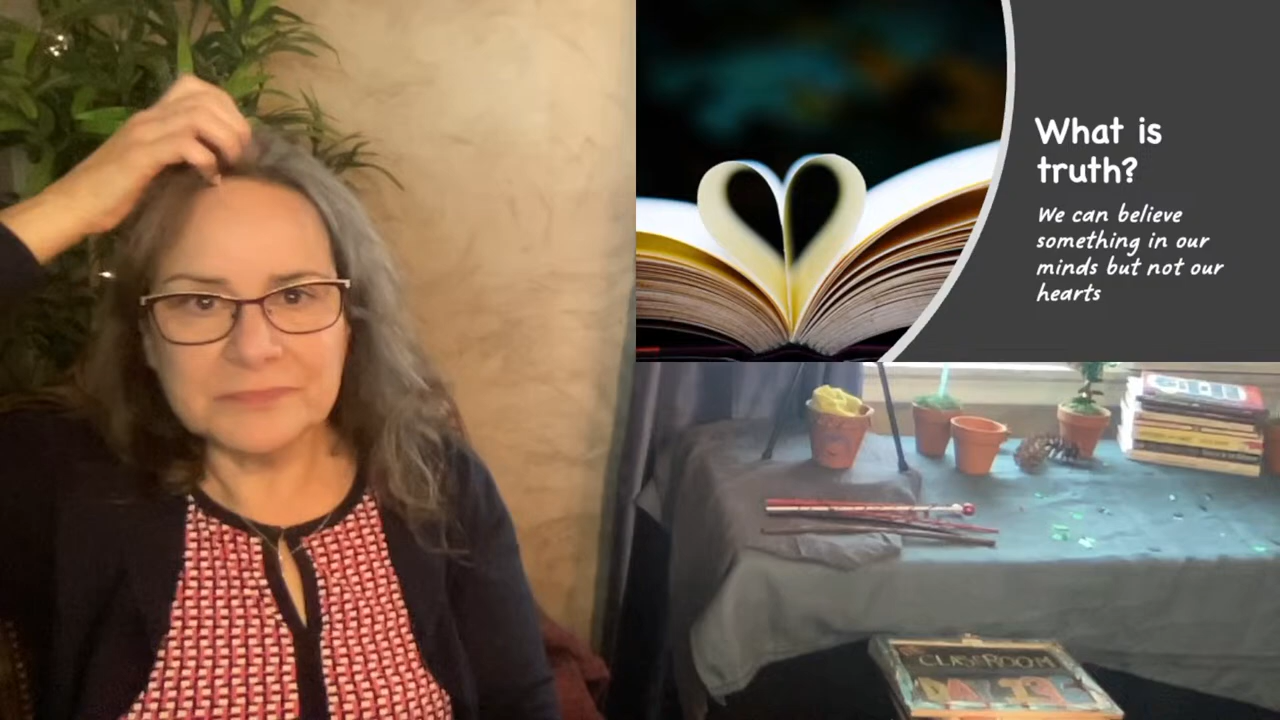 What is
truth?
We can believe
something in our
minds but not our
hearts
CLASSROOM